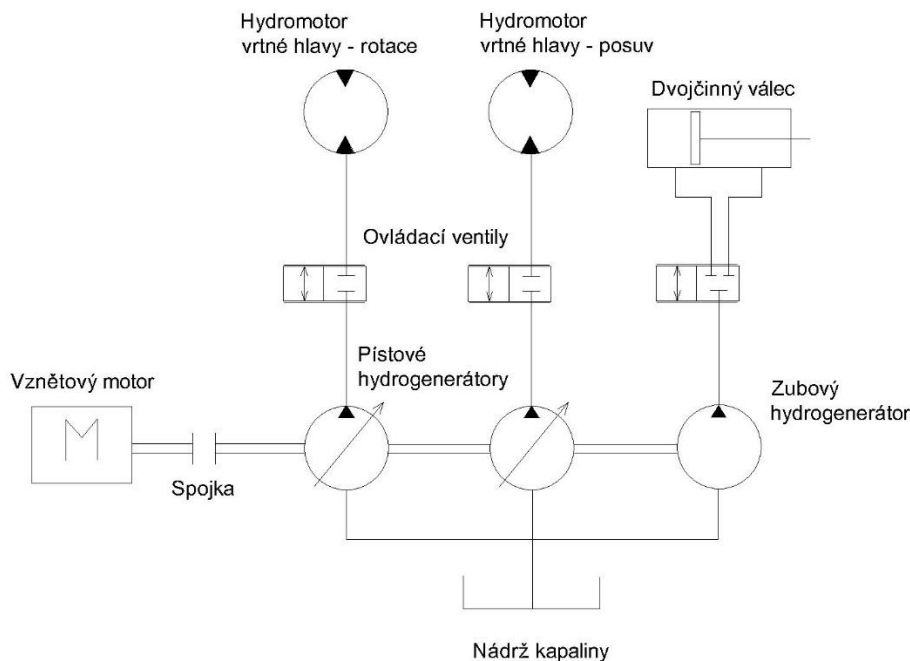 Hydromotor
vrtné hlavy - rotace
Hydromotor
vrtné hlavy - posuv
Dvojčinný válec
Ovládací ventily
Pístové
hydrogenerátory
Vznětový motor
Zubový
hydrogenerátor
M
Spojka
Nádrž kapaliny